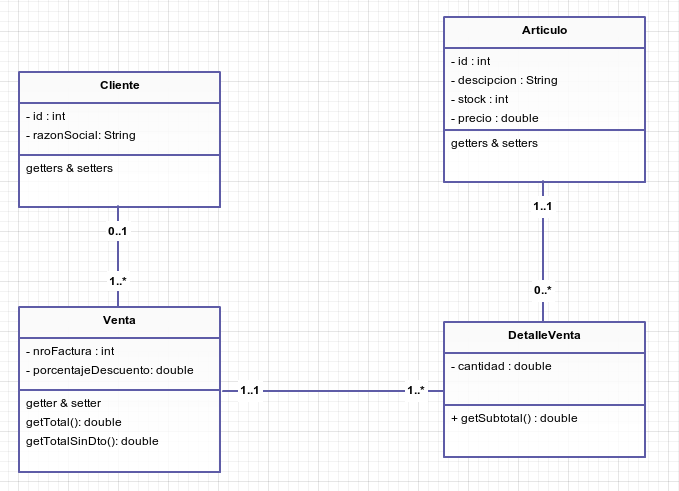 Cliente
- id : int
- razonSocial: String
getters & setters
0..1
1..*
Venta
- nroFactura : int
- porcentajeDescuento: double
getter & setter
getTotal(): double
getTotalSinDto(): double
1..1
1..*
Articulo
- id : int
- descipcion : String
- stock : int
- precio : double
getters & setters
1..1
0..*
DetalleVenta
- cantidad : double
+ getSubtotal() : double